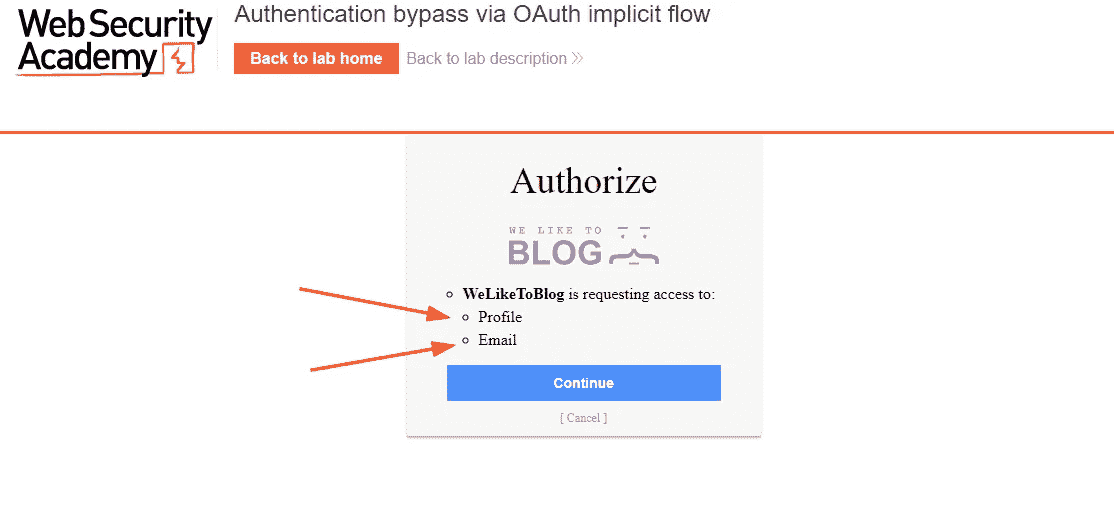 Web Security
Academy
Authentication bypass via OAuth implicit flow
Back to lab home
Back to lab description
Authorize
WE LIKE TO
BLOG
WeLikeToBlog is requesting access to:
Profile
Email
Continue
[ Cancel ]